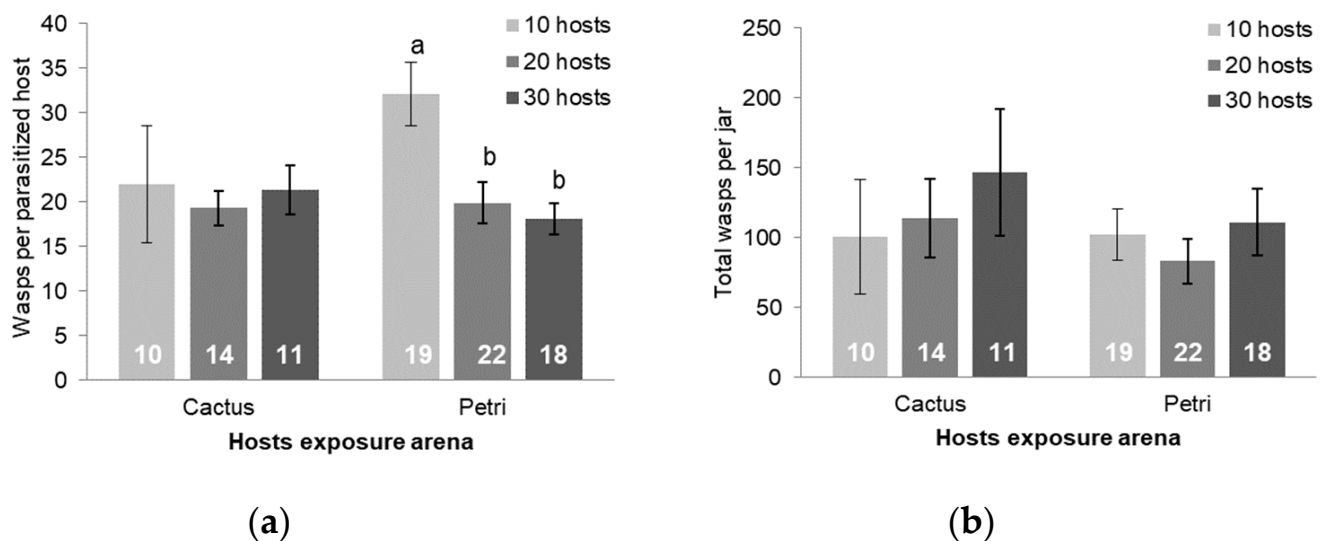 Wasps per parasitized host
40
35
30
25
20
15
10
5
0
10 hosts
20 hosts
30 hosts
a
b
b
10
14
11
19
22
18
Cactus
Petri
Hosts exposure arena
(a)
Total wasps per jar
250
200
150
100
50
0
10 hosts
20 hosts
30 hosts
10
14
11
19
22
18
Cactus
Petri
Hosts exposure arena
(b)